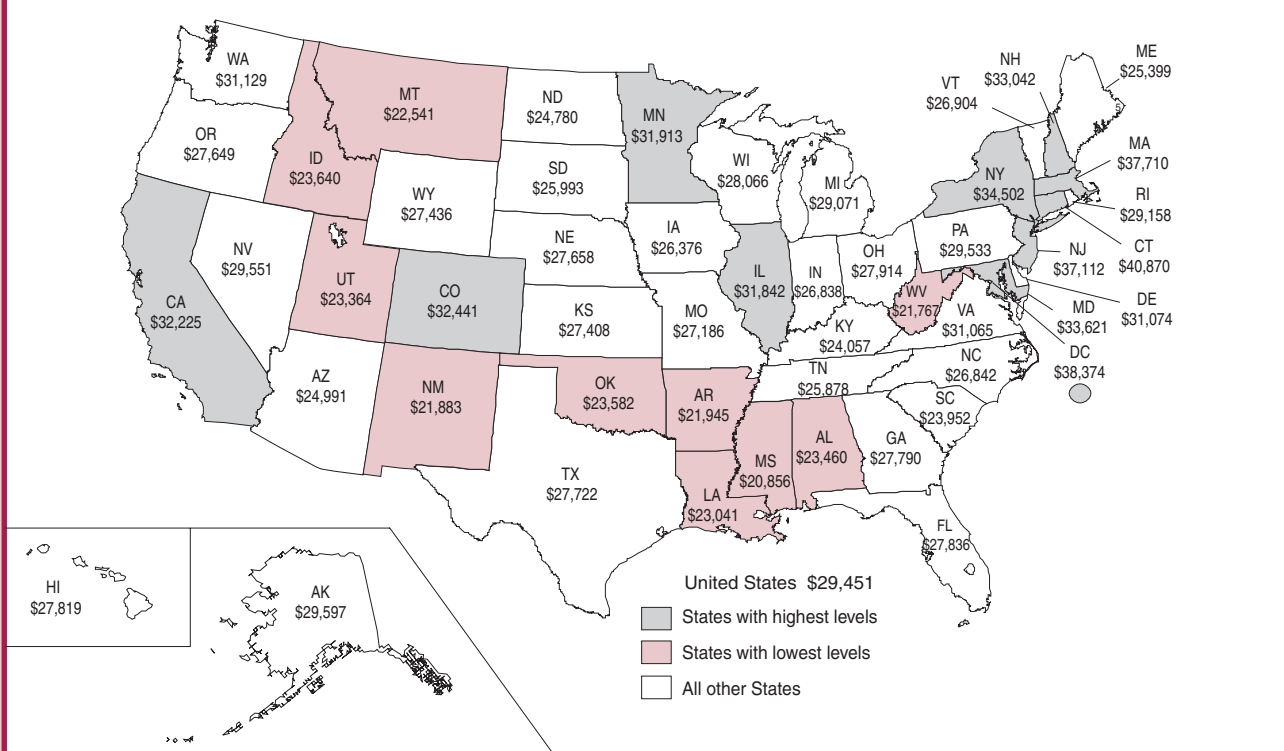 WA
$31,129
OR
$27,649
CA
$32,225
ID
$23,640
NV
$29,551
MT
$22,541
WY
$27,436
UT
$23,364
CO
$32,441
AZ
$24,991
NM
$21,883
ND
$24,780
SD
$25,993
NE
$27,658
KS
$27,408
OK
$23,582
TX
$27,722
MN
$31,913
IA
$26,376
MO
$27,186
AR
$21,945
LA
$23,041
WI
$28,066
IL
$31,842
MI
$29,071
IN
$26,838
OH
$27,914
KY
$24,057
TN
$25,878
MS
$20,856
AL
$23,460
GA
$27,790
FL
$27,836
SC
$23,952
NC
$26,842
VA
$31,065
WV
$21,767
PA
$29,533
NY
$34,502
VT
$26,904
NH
$33,042
ME
$25,399
MA
$37,710
RI
$29,158
CT
$40,870
NJ
$37,112
DE
$31,074
MD
$33,621
DC
$38,374
HI
$27,819
AK
$29,597
United States $29,451
States with highest levels
States with lowest levels
All other States